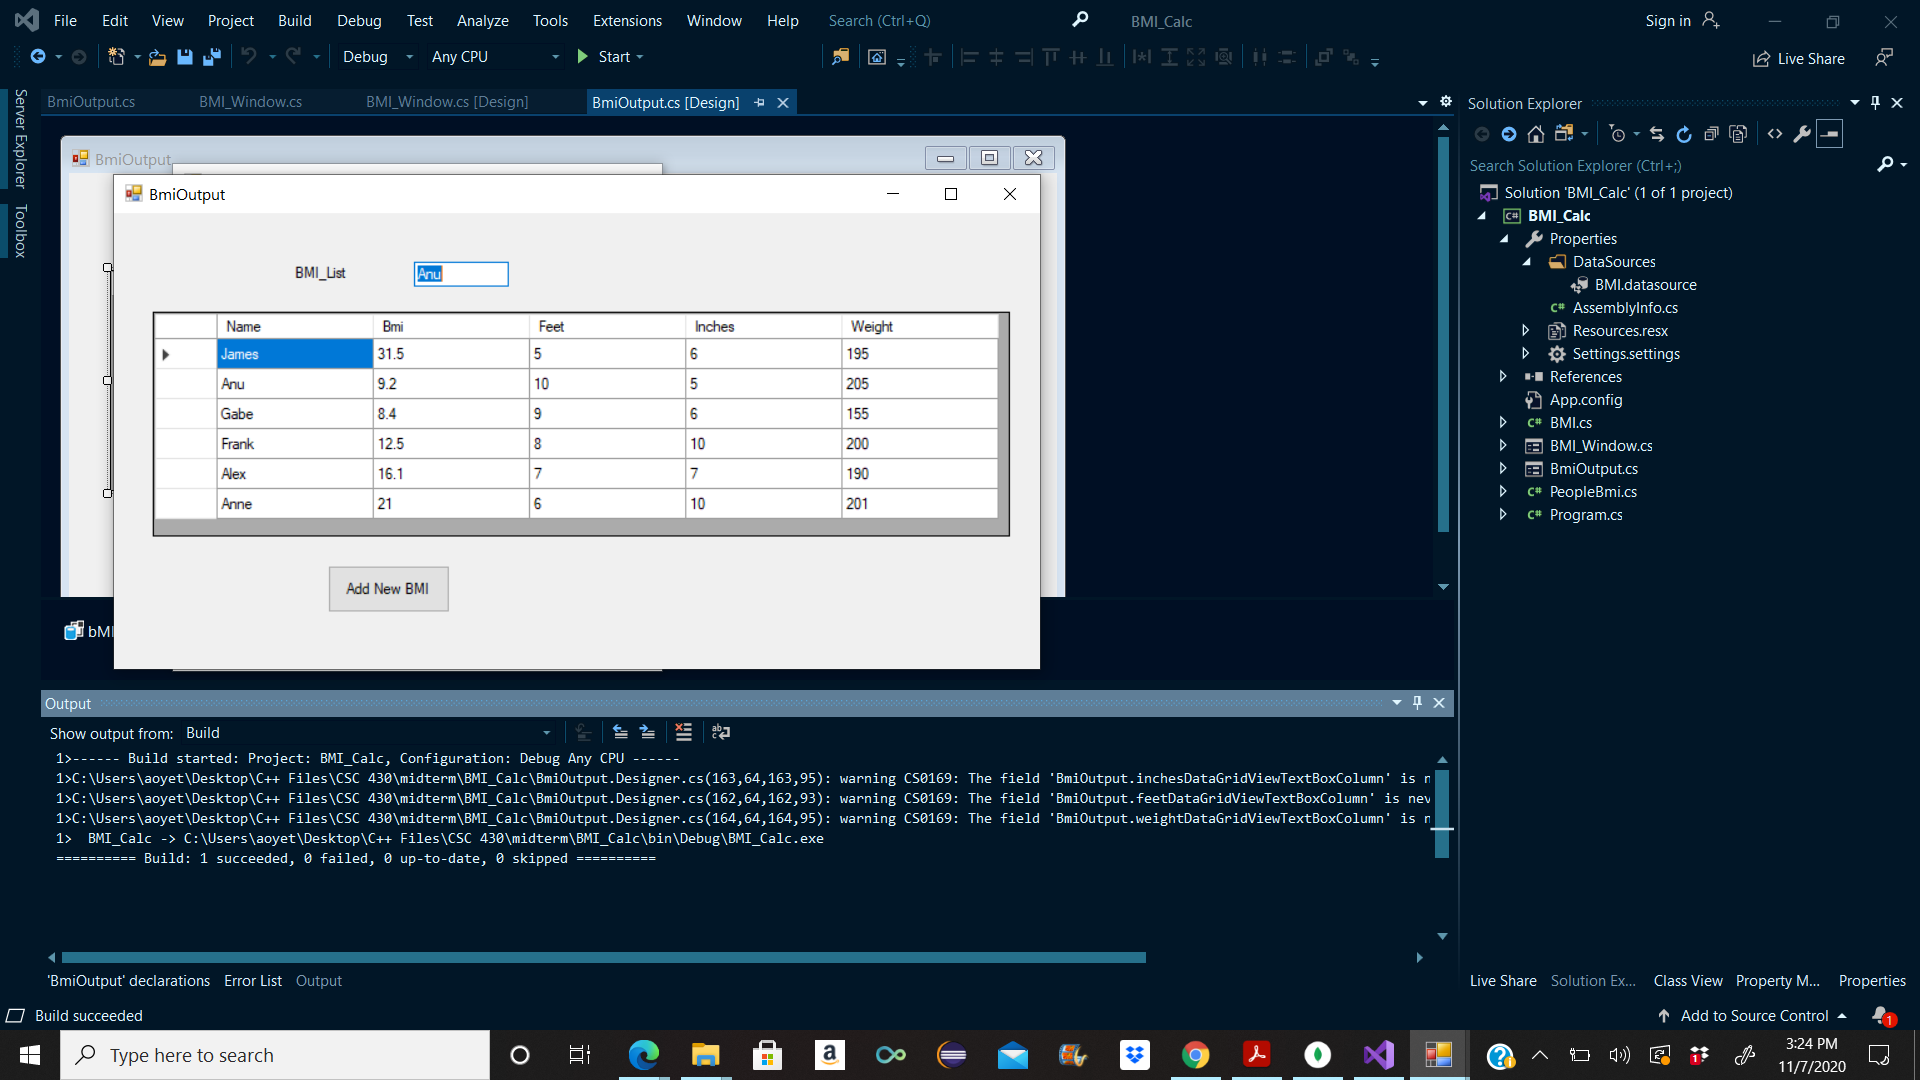 File Edit View Project Build Debug Test Analyze Tools Extensions Window Help Search (Ctrl+Q) BMI_Calc Sign in
Debug Any CPU Start Live Share
Server Explorer
Toolbox
BmiOutput.cs BMI_Window.cs BMI_Window.cs [Design] BmiOutput.cs [Design]
BmiOutput
BmiOutput
BMI_List Anu
Name Bmi Feet Inches Weight
James 31.5 5 6 195
Anu 9.2 10 5 205
Gabe 8.4 9 6 155
Frank 12.5 8 10 200
Alex 16.1 7 7 190
Anne 21 6 10 201
Add New BMI
bMI
Solution Explorer
Search Solution Explorer (Ctrl+;)
Solution 'BMI_Calc' (1 of 1 project)
C# BMI_Calc
Properties
DataSources
BMI.datasource
C# AssemblyInfo.cs
Resources.resx
Settings.settings
References
App.config
C# BMI.cs
BMI_Window.cs
BmiOutput.cs
C# PeopleBmi.cs
C# Program.cs
Output
Show output from: Build
1>------ Build started: Project: BMI_Calc, Configuration: Debug Any CPU ------
1>C:\Users\aoyet\Desktop\C++ Files\CSC 430\midterm\BMI_Calc\BmiOutput.Designer.cs(163,64,163,95): warning CS0169: The field 'BmiOutput.inchesDataGridViewTextBoxColumn' is n
1>C:\Users\aoyet\Desktop\C++ Files\CSC 430\midterm\BMI_Calc\BmiOutput.Designer.cs(162,64,162,93): warning CS0169: The field 'BmiOutput.feetDataGridViewTextBoxColumn' is nev
1>C:\Users\aoyet\Desktop\C++ Files\CSC 430\midterm\BMI_Calc\BmiOutput.Designer.cs(164,64,164,95): warning CS0169: The field 'BmiOutput.weightDataGridViewTextBoxColumn' is n
1> BMI_Calc -> C:\Users\aoyet\Desktop\C++ Files\CSC 430\midterm\BMI_Calc\bin\Debug\BMI_Calc.exe
========== Build: 1 succeeded, 0 failed, 0 up-to-date, 0 skipped ==========
'BmiOutput' declarations Error List Output
Live Share Solution Ex... Class View Property M... Properties
Build succeeded Add to Source Control 1
Type here to search
3:24 PM
11/7/2020